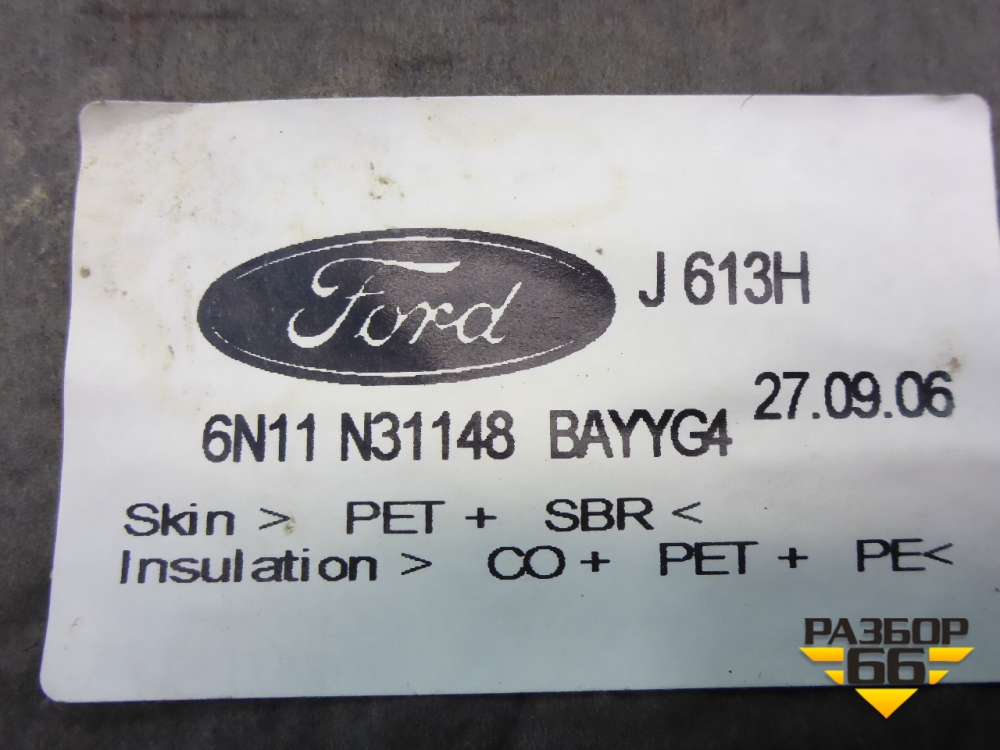 Ford
J 613H
27.09.06
6N11 N31148 BAYYG4
Skin > PET + SBR <
Insulation > CO + PET + PE<
РАЗБОР
66